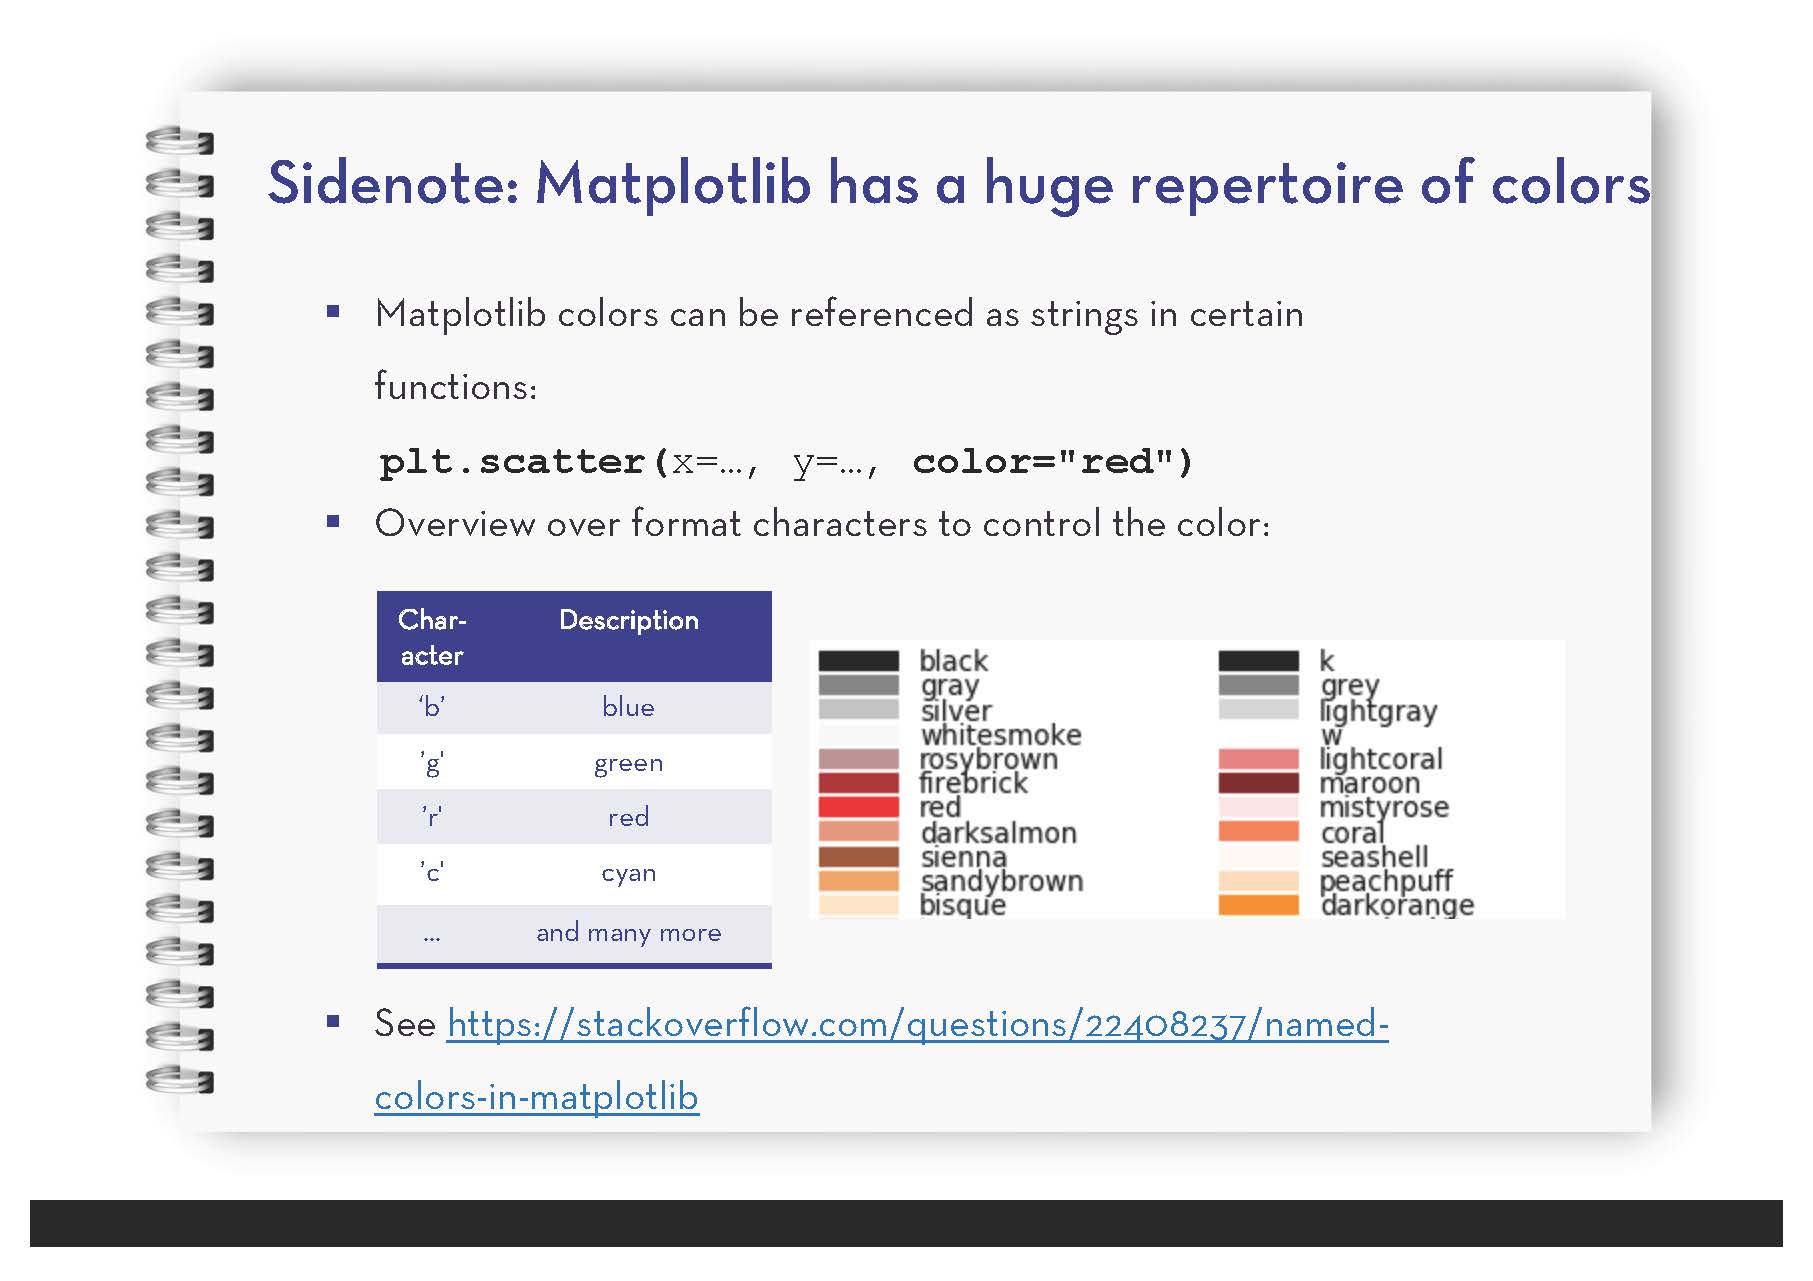 Sidenote: Matplotlib has a huge repertoire of colors
▪ Matplotlib colors can be referenced as strings in certain
functions:
plt.scatter(x=…, y=…, color="red")
▪ Overview over format characters to control the color:
Char- Description
acter
‘b’ blue
’g' green
’r' red
’c' cyan
… and many more
black k
gray grey
silver lightgray
whitesmoke w
rosybrown lightcoral
firebrick maroon
red mistyrose
darksalmon coral
sienna seashell
sandybrown peachpuff
bisque darkorange
▪ See https://stackoverflow.com/questions/22408237/named-
colors-in-matplotlib